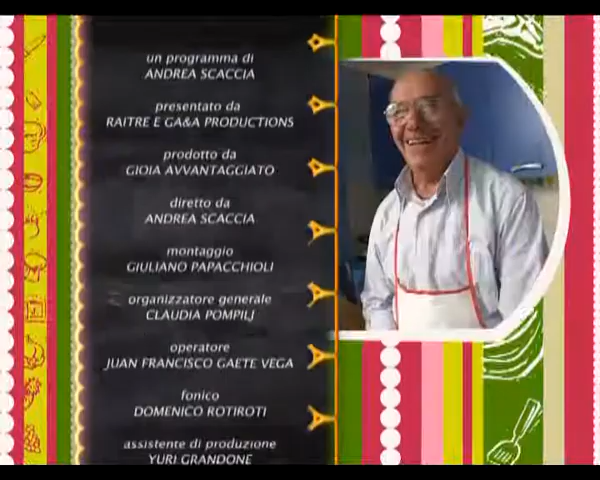 un programma di
ANDREA SCACCIA
presentato da
RAITRE E GA&A PRODUCTIONS
prodotto da
GIOIA AVVANTAGGIATO
diretto da
ANDREA SCACCIA
montaggio
GIULIANO PAPACCHIOLI
organizzatore generale
CLAUDIA POMPILJ
operatore
JUAN FRANCISCO GAETE VEGA
fonico
DOMENICO ROTIROTI
assistente di produzione
YURI GRANDONE